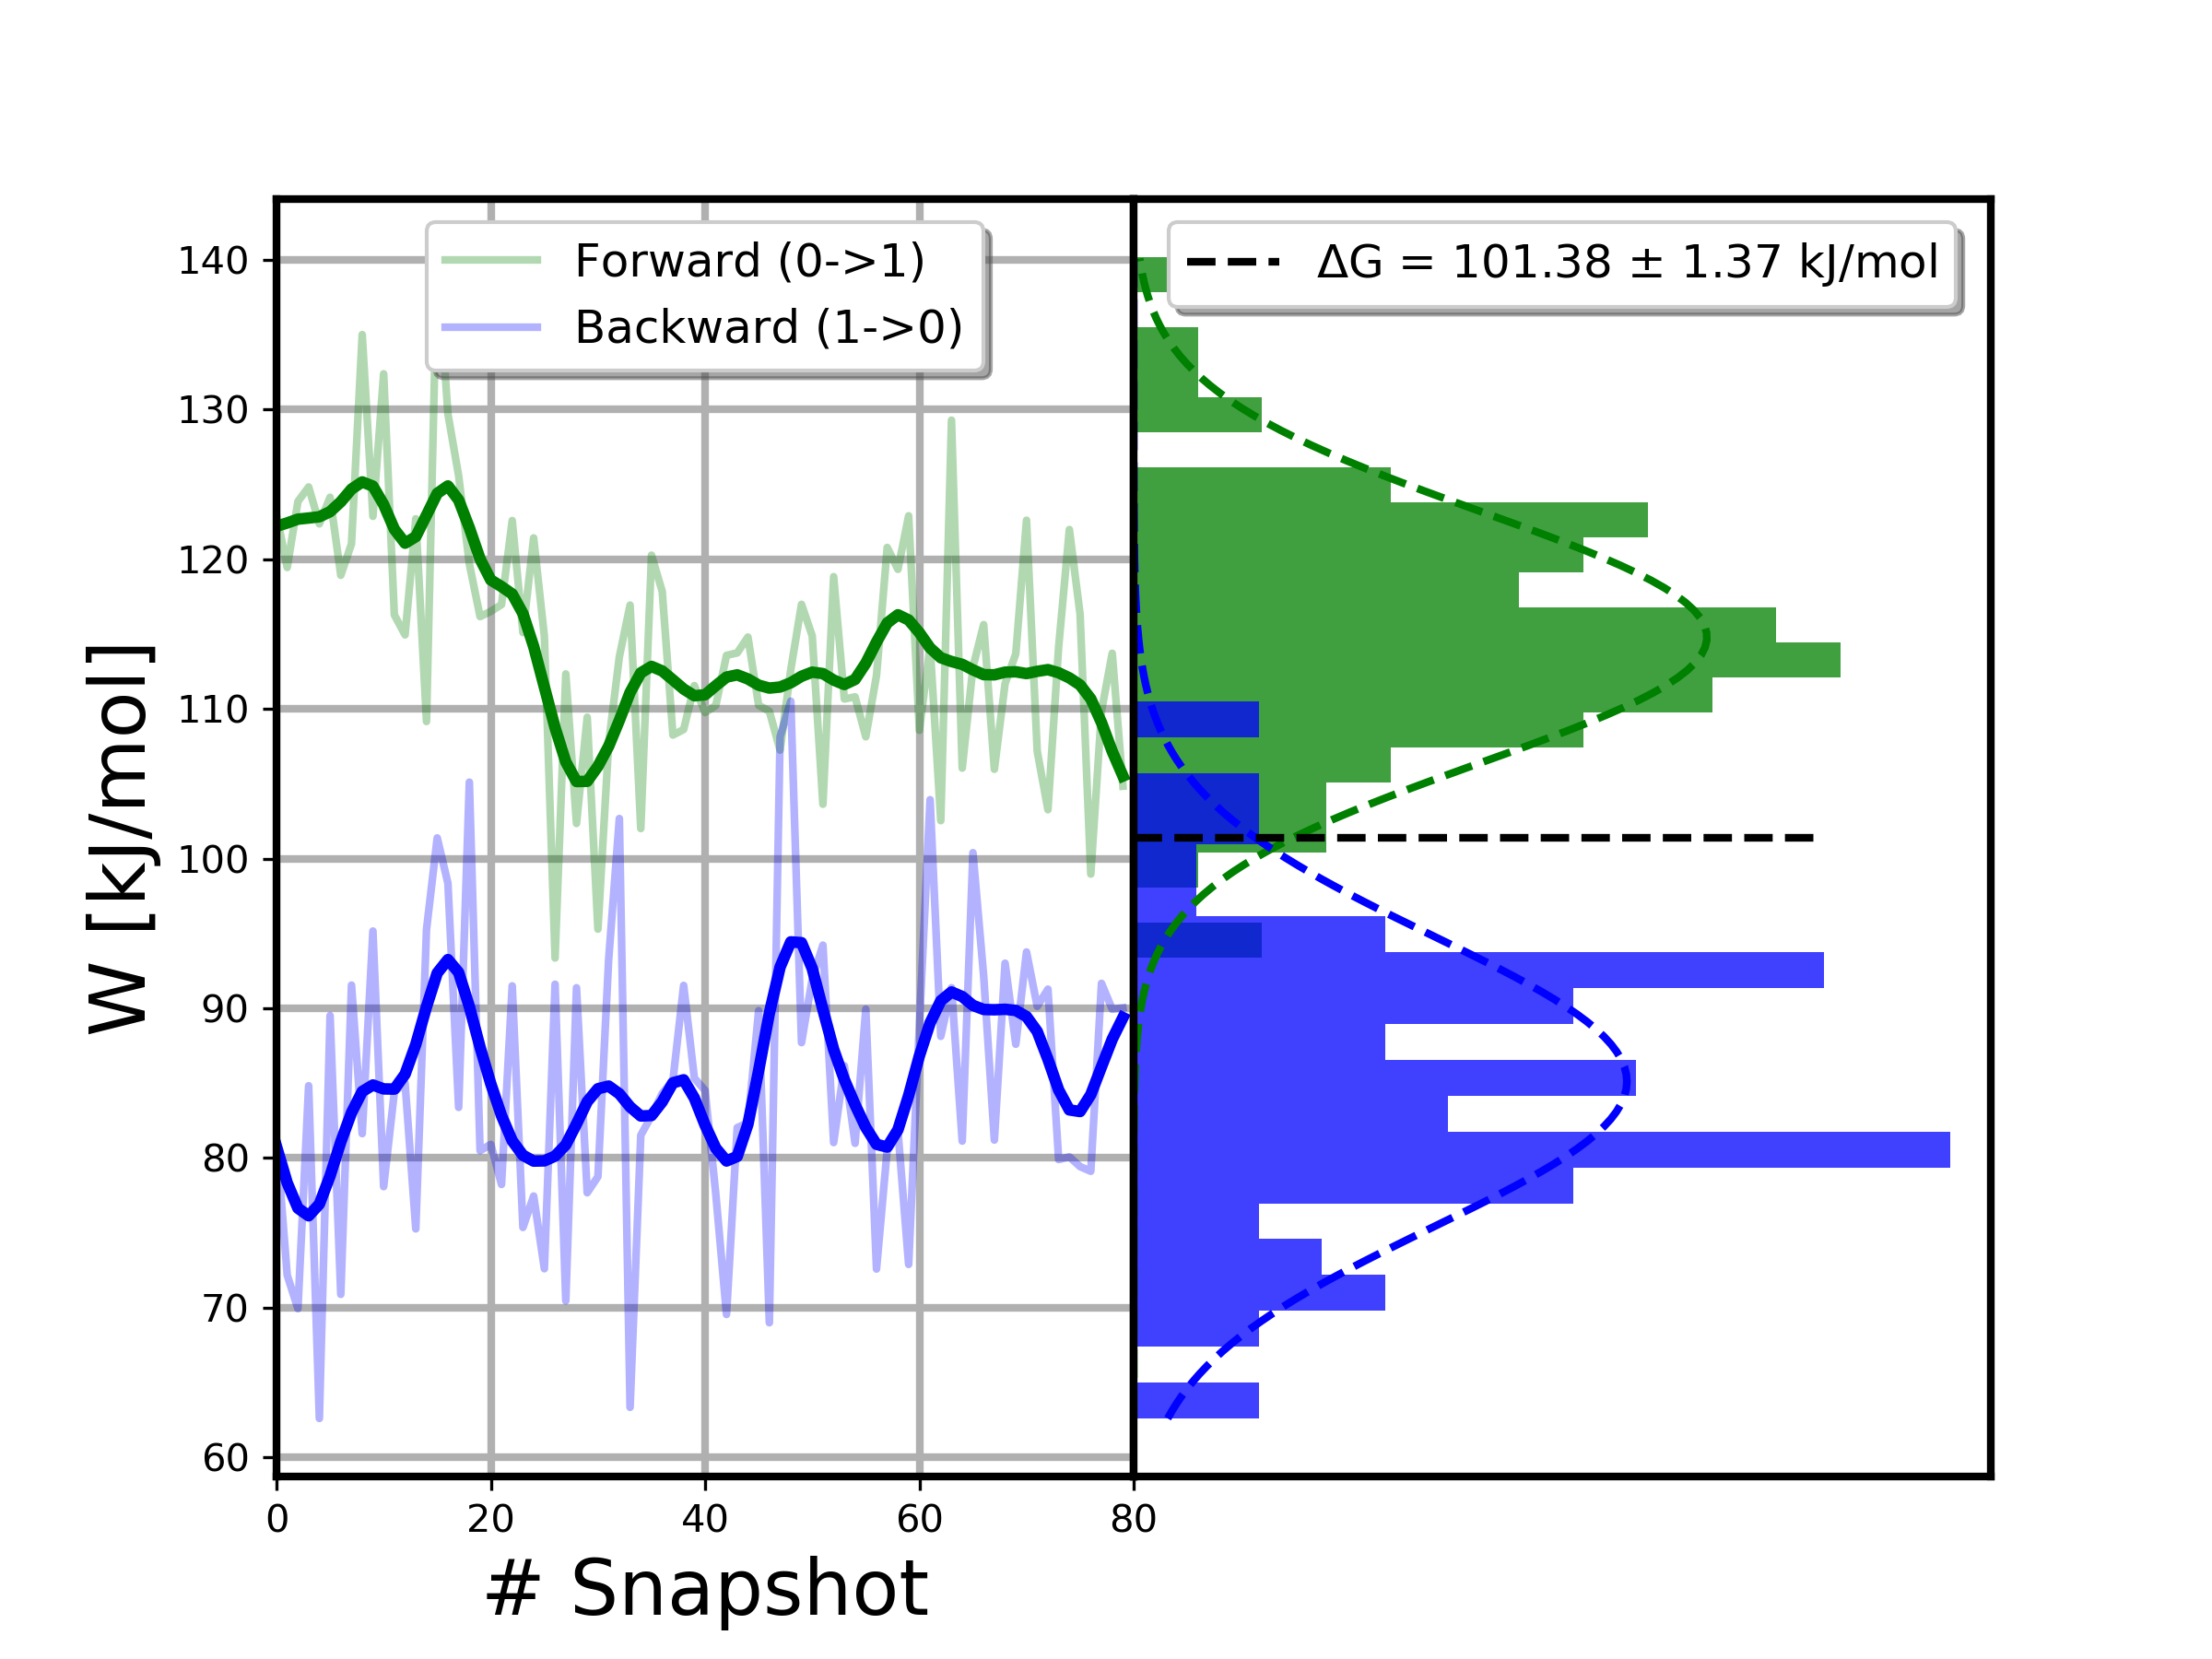 Forward (0->1)
Backward (1->0)
ΔG = 101.38 ± 1.37 kJ/mol
W [kJ/mol]
140
130
120
110
100
90
80
70
60
0 20 40 60 80
# Snapshot